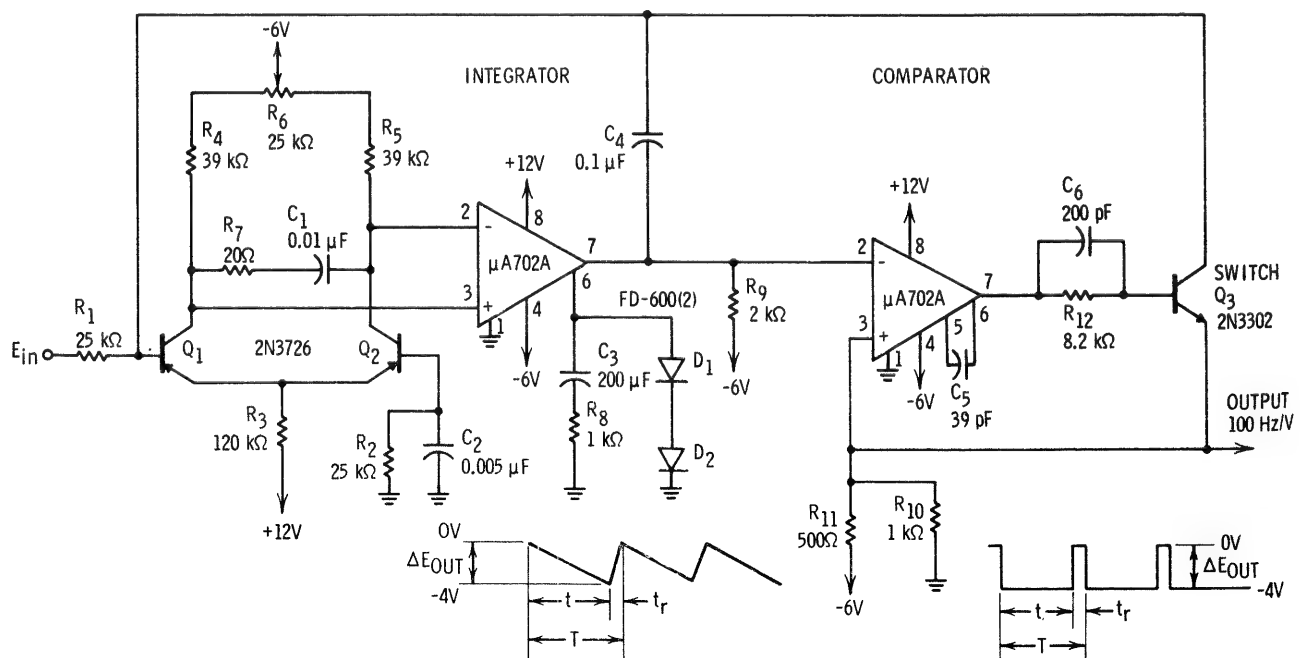 -6V
INTEGRATOR
COMPARATOR
R4
39 kΩ
R6
25 kΩ
R5
39 kΩ
C4
0.1 μF
+12V
+12V
C6
200 pF
R7
20Ω
C1
0.01 μF
2
-
8
μA702A
7
6
3
+
1
4
-6V
FD-600(2)
R9
2 kΩ
-6V
2
-
8
μA702A
7
6
5
3
+
1
4
-6V
C5
39 pF
R12
8.2 kΩ
SWITCH
Q3
2N3302
R1
25 kΩ
Ein
Q1
2N3726
Q2
C3
200 μF
D1
R8
1 kΩ
D2
R3
120 kΩ
R2
25 kΩ
C2
0.005 μF
+12V
OUTPUT
100 Hz/V
R11
500Ω
R10
1 kΩ
-6V
0V
ΔEOUT
-4V
t
tr
T
0V
ΔEOUT
-4V
t
tr
T